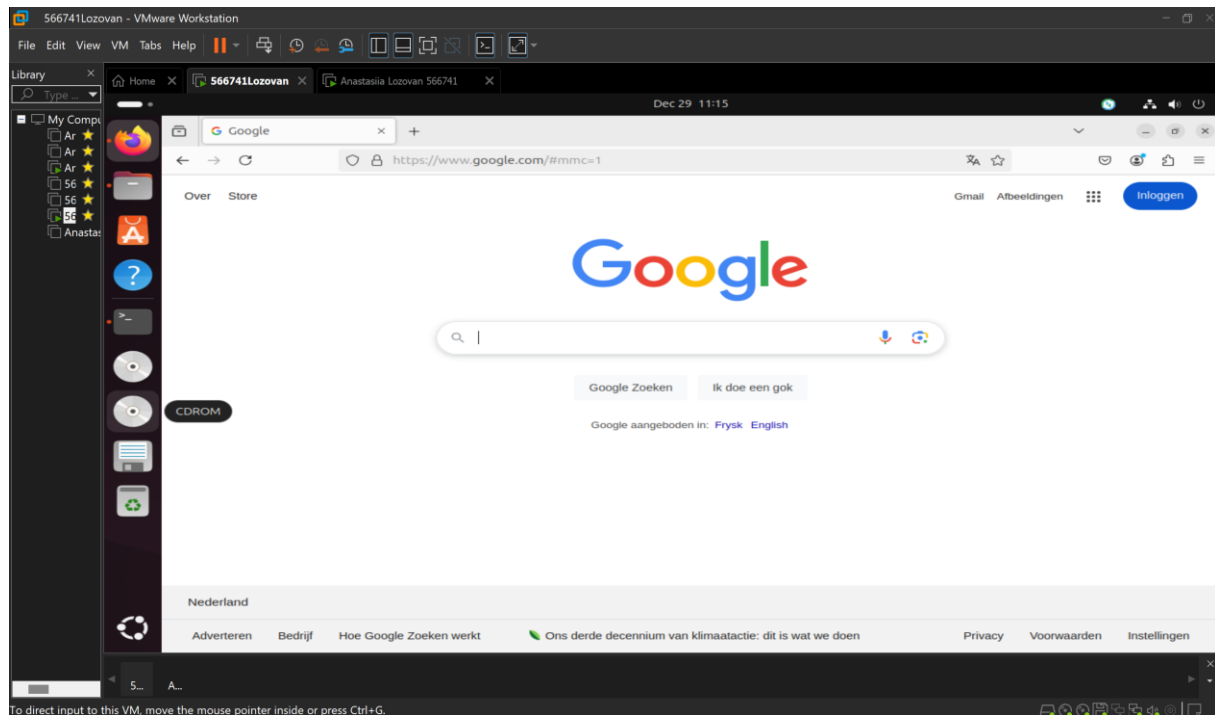 566741Lozovan - VMware Workstation
File Edit View VM Tabs Help
Library
Type ...
Home
566741Lozovan
Anastasiia Lozovan 566741
My Compu
Ar
Ar
Ar
56
56
56
Anastas
Dec 29 11:15
Google
https://www.google.com/#mmc=1
Over Store
Gmail Afbeeldingen Inloggen
Google
Google Zoeken Ik doe een gok
CDROM
Google aangeboden in: Frysk English
Nederland
Adverteren Bedrijf Hoe Google Zoeken werkt Ons derde decennium van klimaatactie: dit is wat we doen Privacy Voorwaarden Instellingen
5... A...
To direct input to this VM, move the mouse pointer inside or press Ctrl+G.